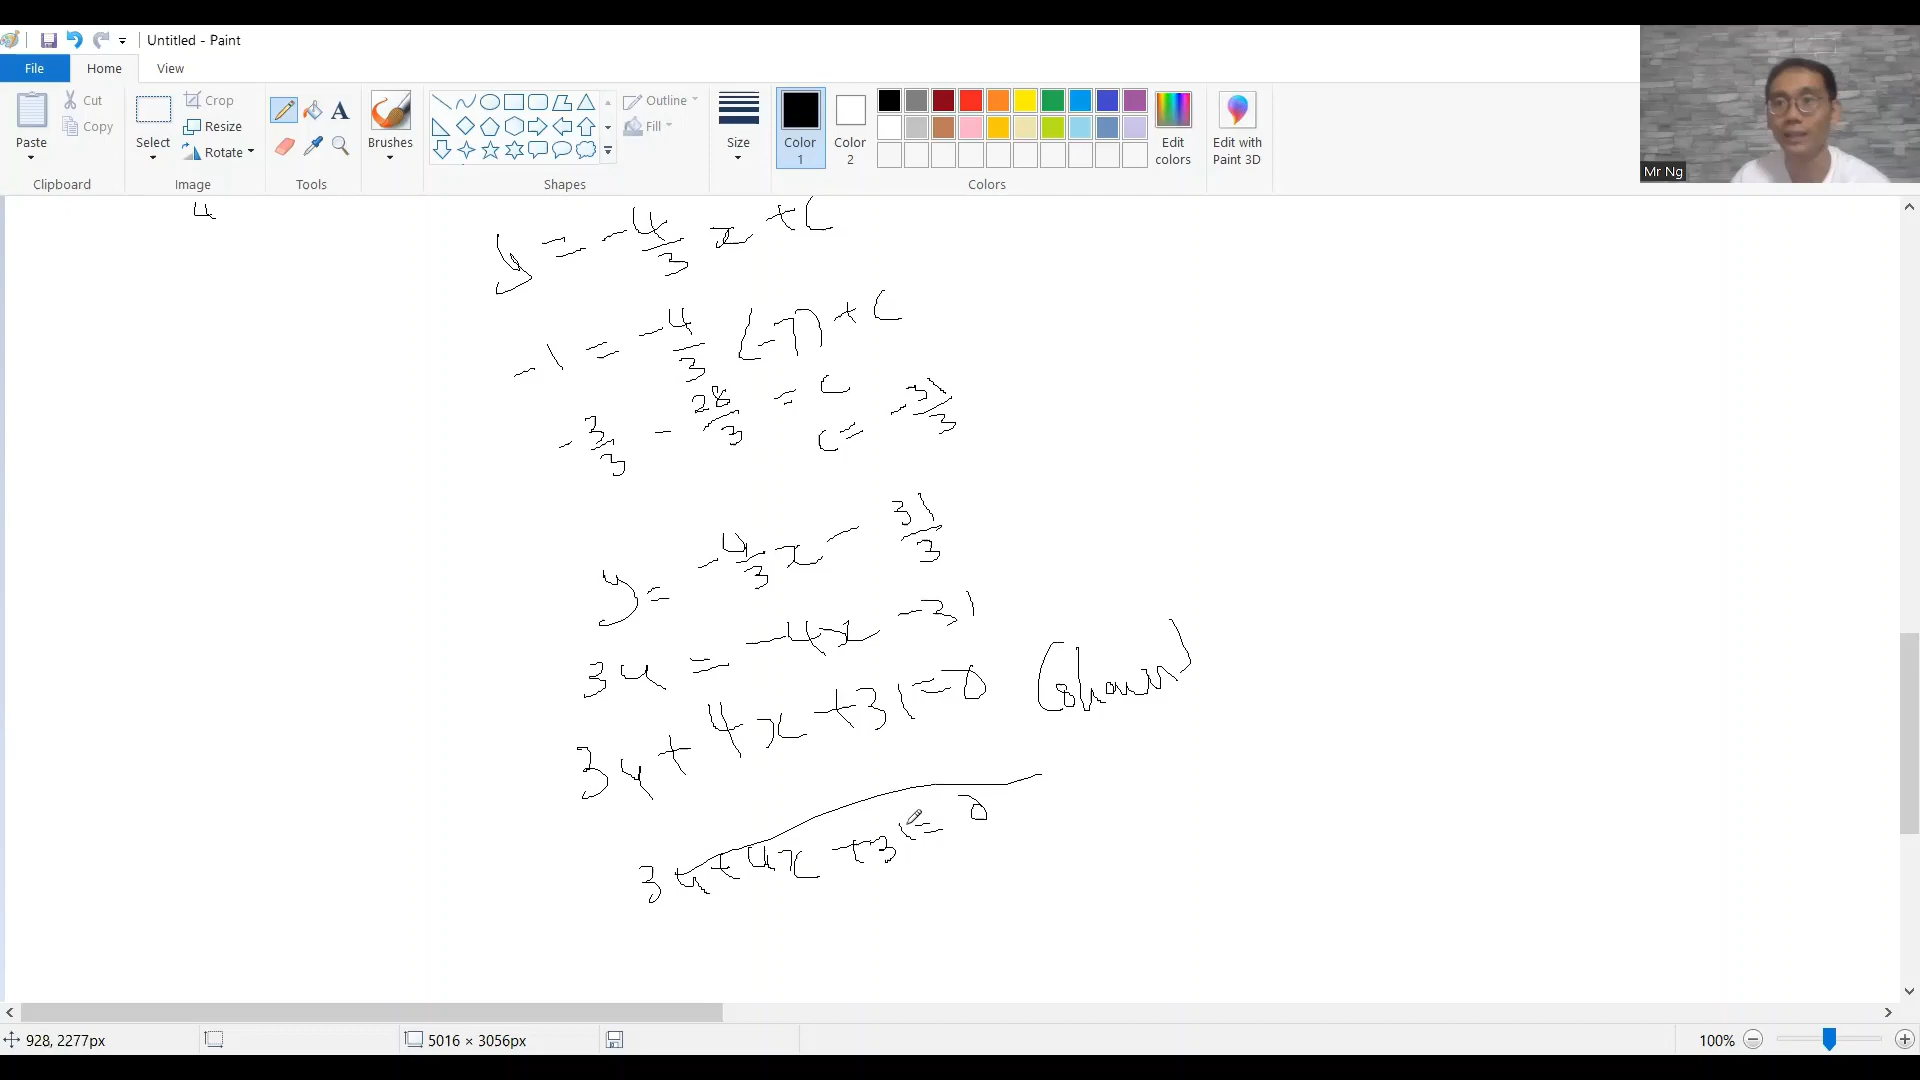 Untitled - Paint
File Home View
Cut
Copy
Paste
Clipboard
Crop
Resize
Rotate
Select
Image
A
Tools
Brushes
Outline
Fill
Shapes
Size
Color 1
Color 2
Edit colors
Colors
Edit with Paint 3D
Mr Ng
4
y = -4/3 x + C
-1 = -4/3 (-7) + C
-3/3 - 28/3 = C
C = -31/3
y = -4/3 x - 31/3
3y = -4x - 31
3y + 4x + 31 = 0 (shown)
3y + 4x + 31 = 0
928, 2277px
5016 × 3056px
100%